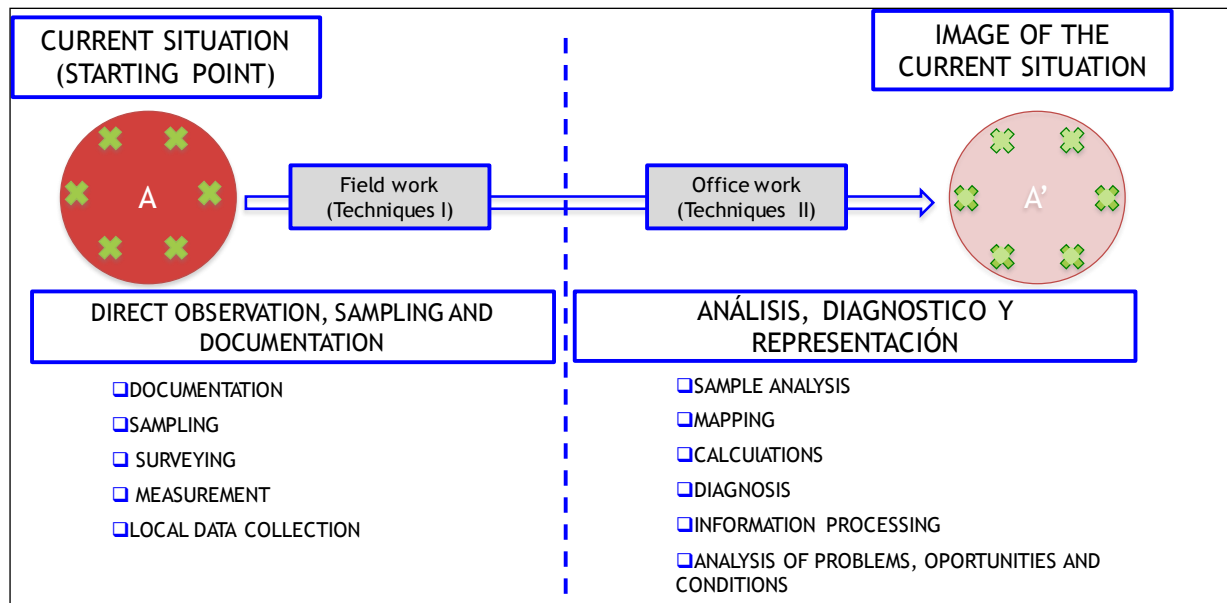 CURRENT SITUATION
(STARTING POINT)
IMAGE OF THE
CURRENT SITUATION
A
Field work
(Techniques I)
Office work
(Techniques II)
A'
DIRECT OBSERVATION, SAMPLING AND
DOCUMENTATION
DOCUMENTATION
SAMPLING
SURVEYING
MEASUREMENT
LOCAL DATA COLLECTION
ANÁLISIS, DIAGNOSTICO Y
REPRESENTACIÓN
SAMPLE ANALYSIS
MAPPING
CALCULATIONS
DIAGNOSIS
INFORMATION PROCESSING
ANALYSIS OF PROBLEMS, OPORTUNITIES AND
CONDITIONS